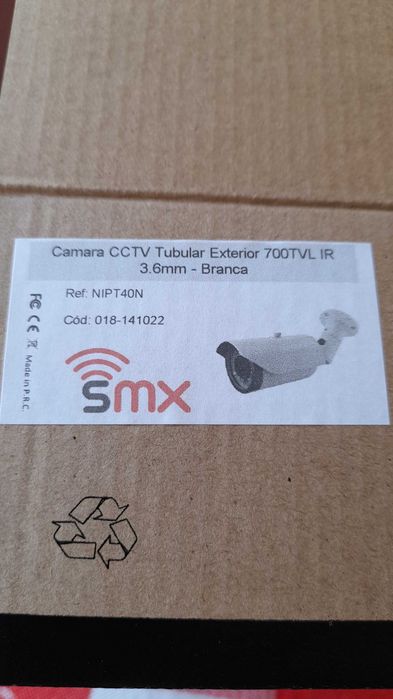 Camara CCTV Tubular Exterior 700TVL IR
3.6mm - Branca
Ref: NIPT40N
Cód: 018-141022
FC CE
Made in P.R.C.
smx